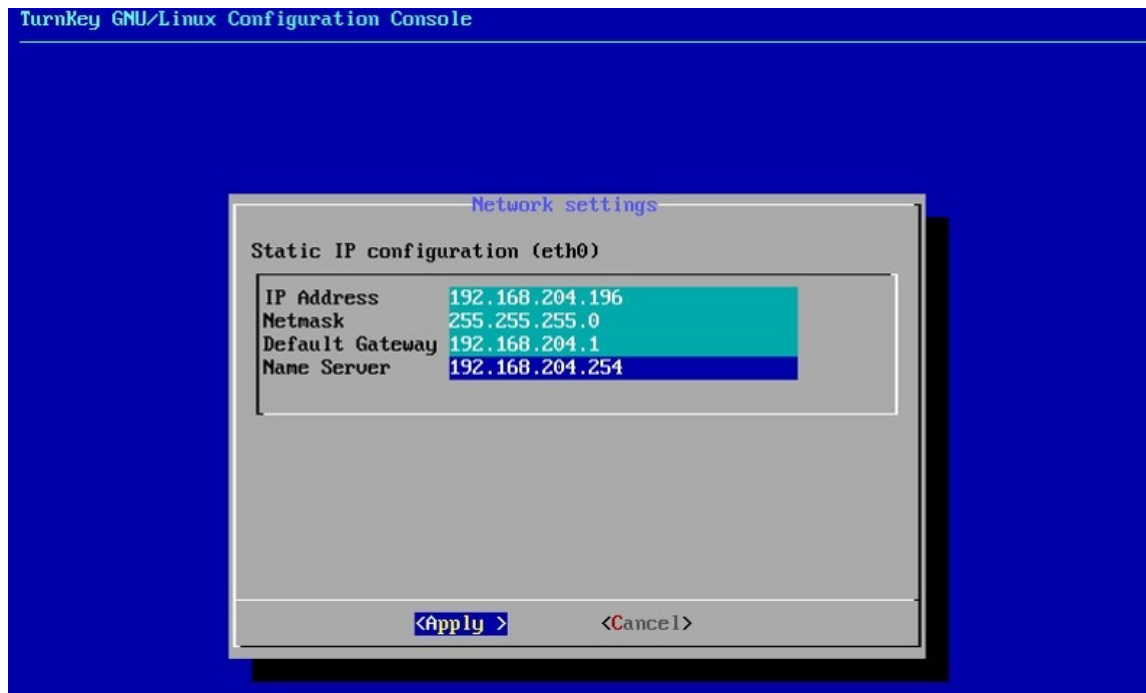 TurnKey GNU/Linux Configuration Console
Network settings
Static IP configuration (eth0)
IP Address 192.168.204.196
Netmask 255.255.255.0
Default Gateway 192.168.204.1
Name Server 192.168.204.254
<Apply > <Cancel>